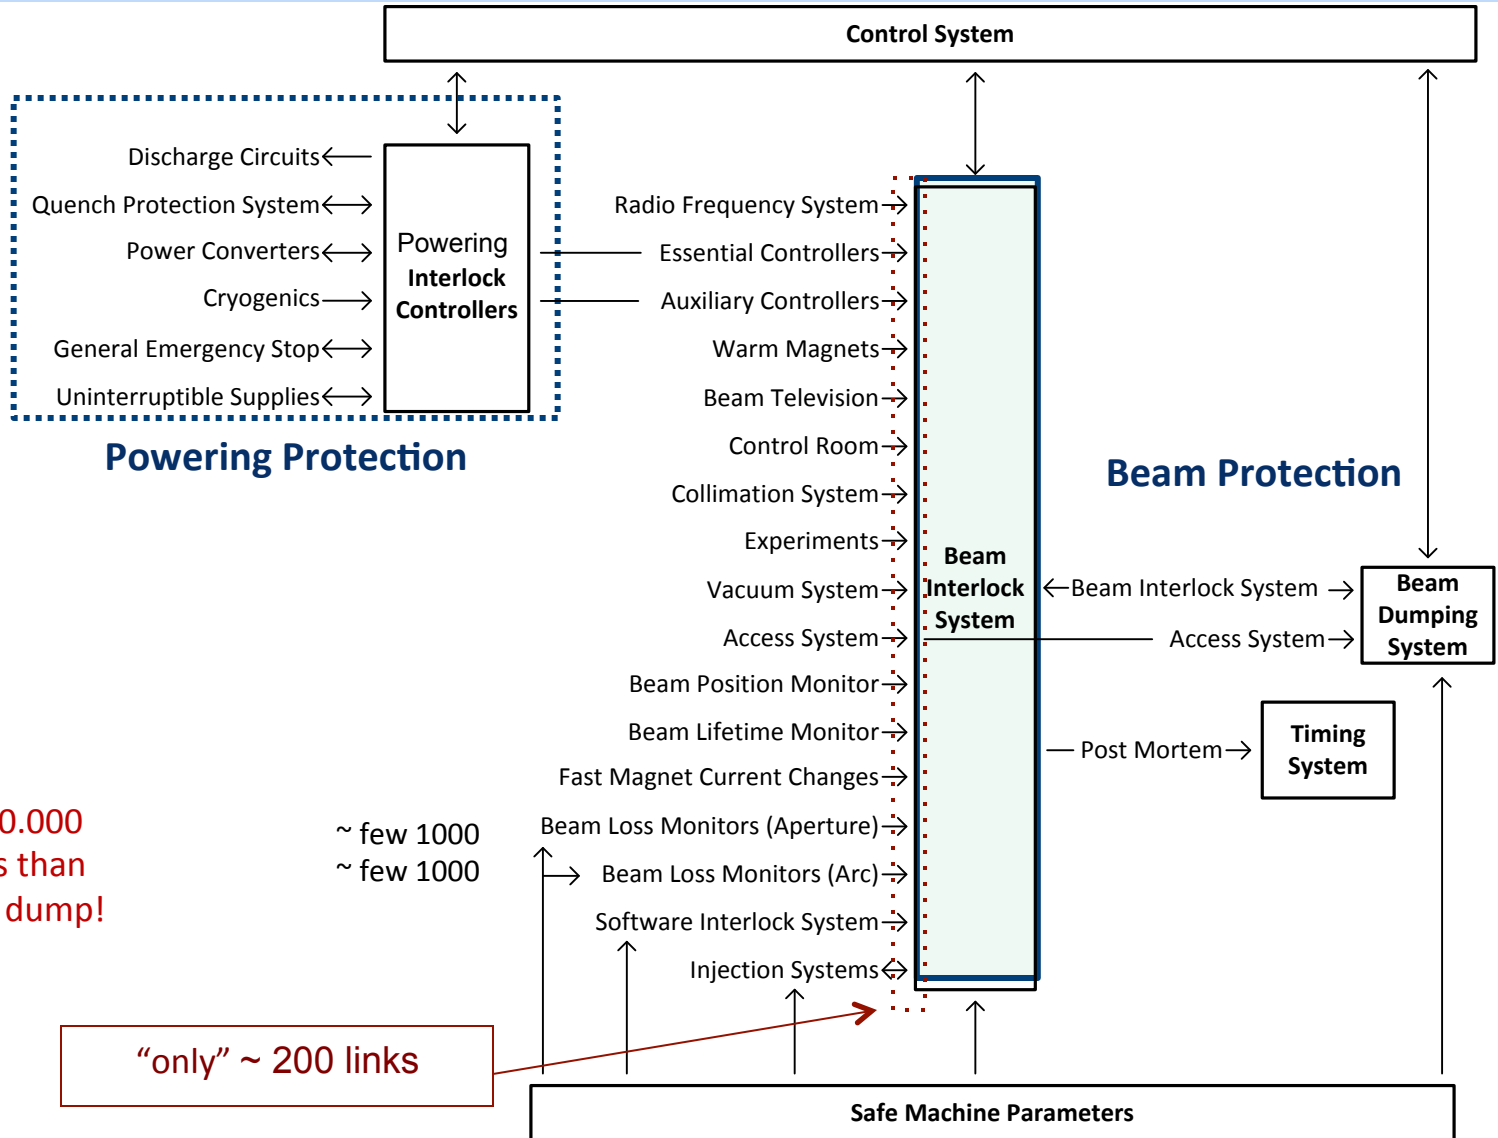 Control System
Discharge Circuits
Quench Protection System
Power Converters
Cryogenics
General Emergency Stop
Uninterruptible Supplies
Powering
Interlock
Controllers
Powering Protection
Radio Frequency System
Essential Controllers
Auxiliary Controllers
Warm Magnets
Beam Television
Control Room
Collimation System
Experiments
Vacuum System
Access System
Beam Position Monitor
Beam Lifetime Monitor
Fast Magnet Current Changes
Beam Loss Monitors (Aperture)
Beam Loss Monitors (Arc)
Software Interlock System
Injection Systems
Beam
Interlock
System
Beam Protection
Beam Interlock System
Access System
Beam
Dumping
System
Post Mortem
Timing
System
0.000
s than
dump!
~ few 1000
~ few 1000
“only” ~ 200 links
Safe Machine Parameters